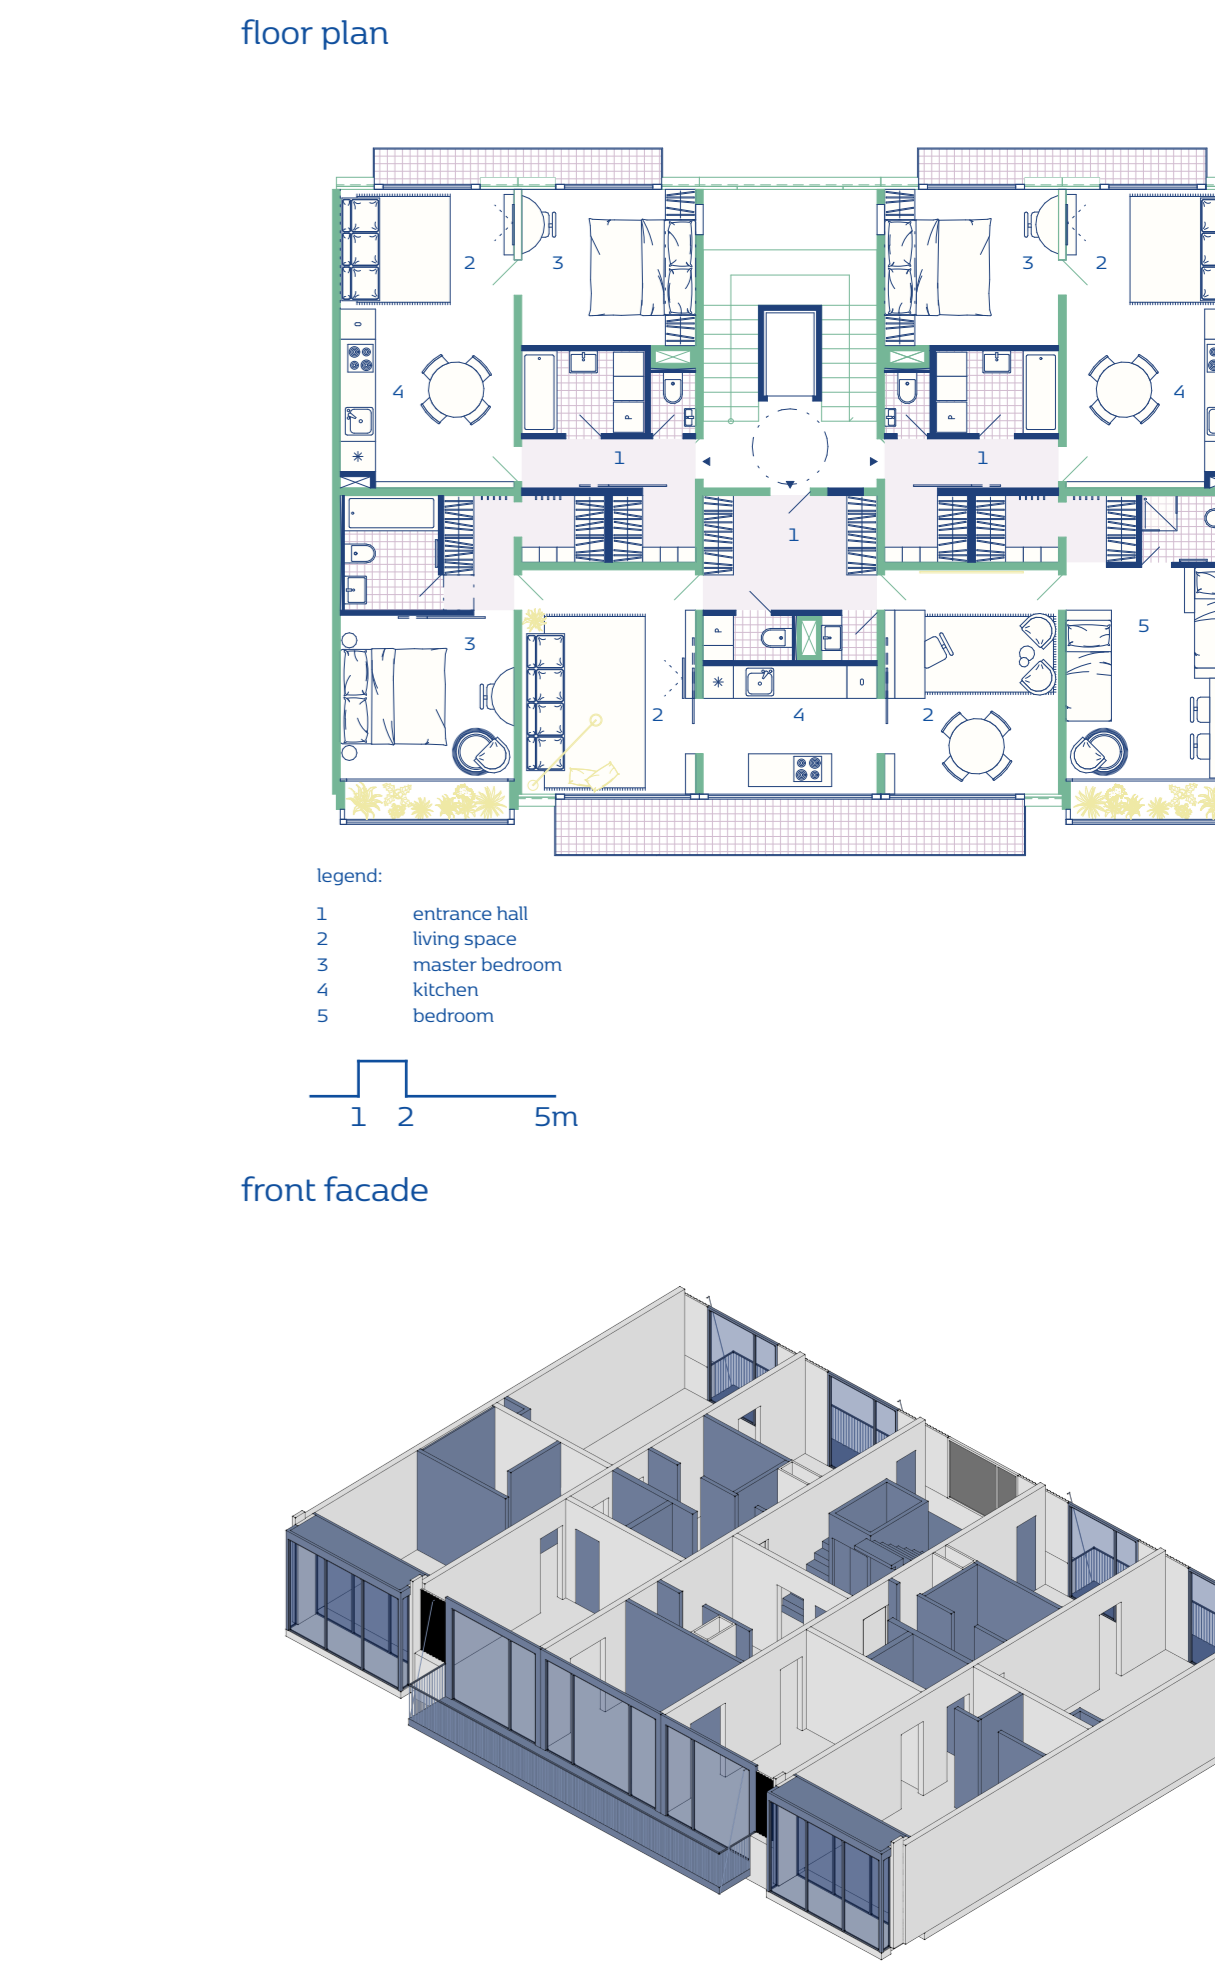 floor plan
2 3 3 2
4 4
P P
1 1
1
3 5
P
2 4 2
legend:
1 entrance hall
2 living space
3 master bedroom
4 kitchen
5 bedroom
1 2 5m
front facade